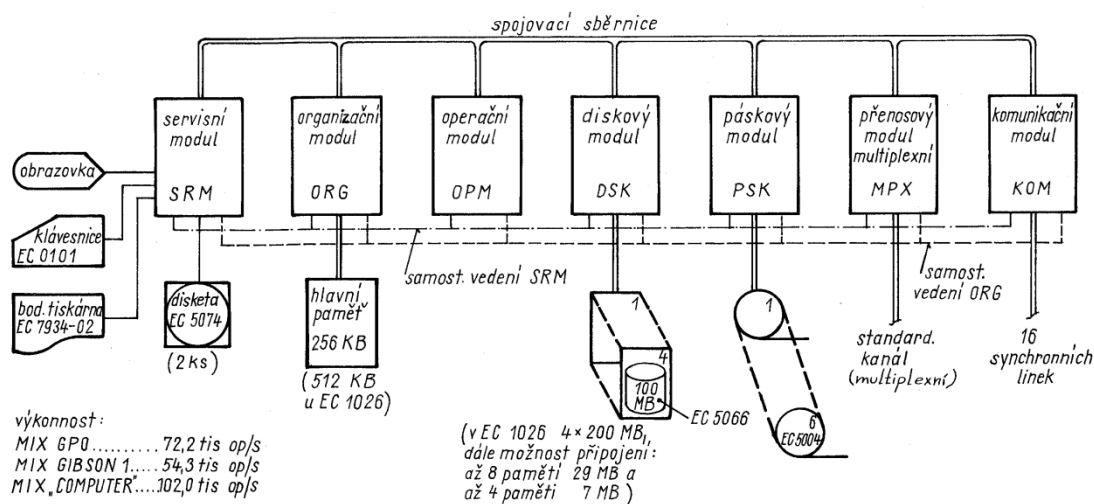 spojovací sběrnice
servisní
modul
SRM
organizační
modul
ORG
operační
modul
OPM
diskový
modul
DSK
páskový
modul
PSK
přenosový
modul
multiplexní
MPX
komunikační
modul
KOM
obrazovka
klávesnice
EC 0101
bod. tiskárna
EC 7934-02
disketa
EC 5074
(2 ks)
hlavní
paměť
256 KB
(512 KB
u EC 1026)
samost. vedení SRM
samost.
vedení ORG
1
4
100
MB
EC 5066
1
6
EC 5004
standard.
kanál
(multiplexní)
16
synchronních
linek
výkonnost:
MIX GPO.......... 72,2 tis op/s
MIX GIBSON 1..... 54,3 tis op/s
MIX „COMPUTER“....102,0 tis op/s
(v EC 1026 4×200 MB,
dále možnost připojení:
až 8 pamětí 29 MB a
až 4 paměti 7 MB)